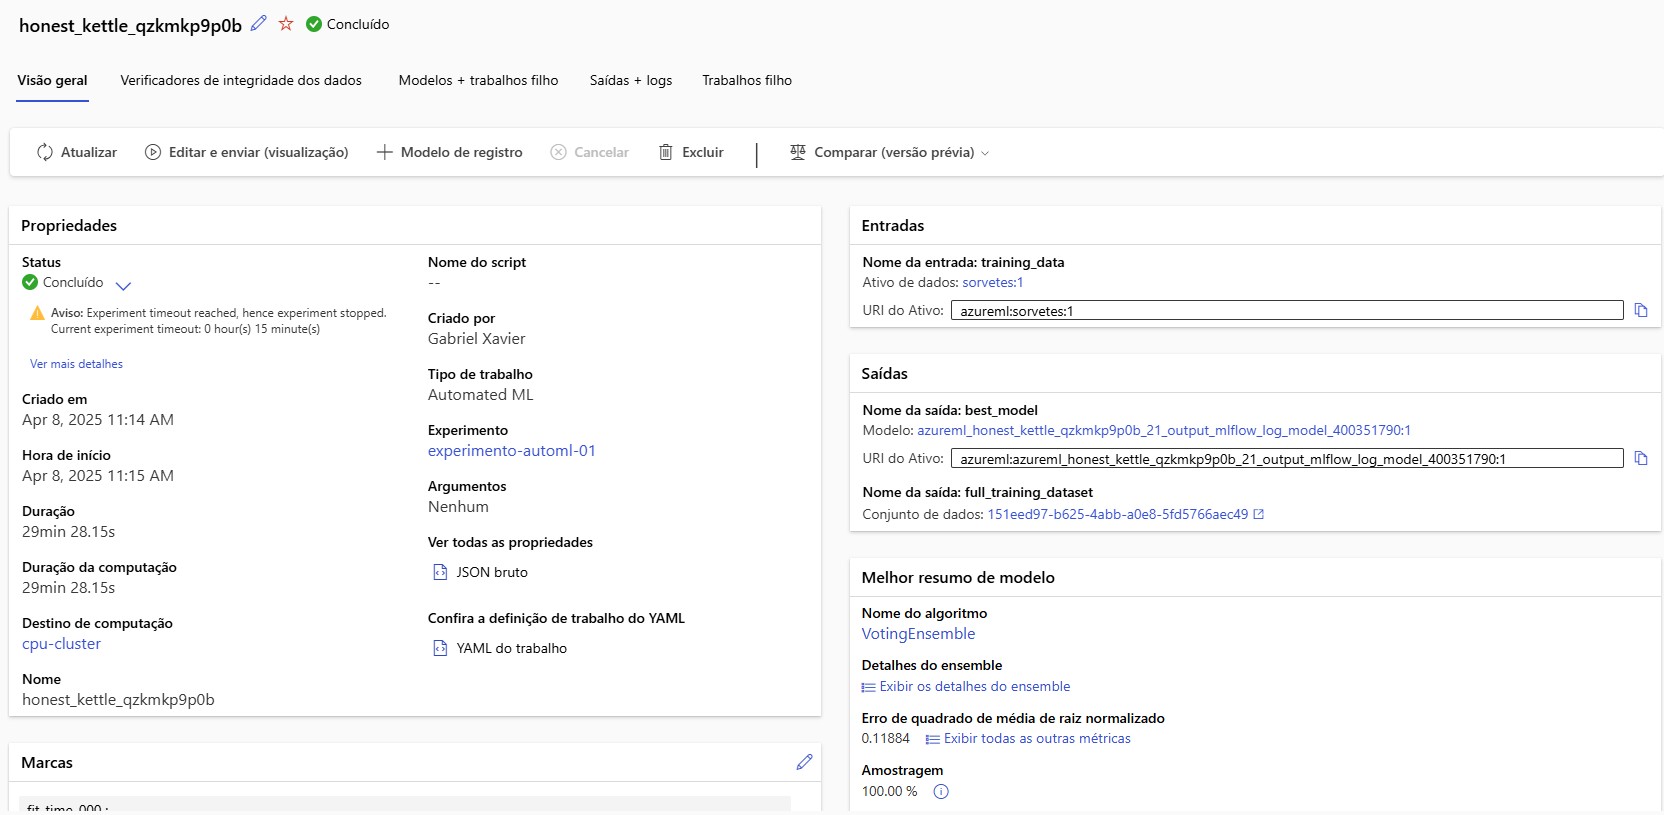 honest_kettle_qzkmkp9p0b Concluído
Visão geral Verificadores de integridade dos dados Modelos + trabalhos filho Saídas + logs Trabalhos filho
Atualizar Editar e enviar (visualização) Modelo de registro Cancelar Excluir Comparar (versão prévia)
Propriedades
Status
Concluído
Aviso: Experiment timeout reached, hence experiment stopped.
Current experiment timeout: 0 hour(s) 15 minute(s)
Ver mais detalhes
Criado em
Apr 8, 2025 11:14 AM
Hora de início
Apr 8, 2025 11:15 AM
Duração
29min 28.15s
Duração da computação
29min 28.15s
Destino de computação
cpu-cluster
Nome
honest_kettle_qzkmkp9p0b
Nome do script
--
Criado por
Gabriel Xavier
Tipo de trabalho
Automated ML
Experimento
experimento-automl-01
Argumentos
Nenhum
Ver todas as propriedades
JSON bruto
Confira a definição de trabalho do YAML
YAML do trabalho
Marcas
fit_time_000 :
Entradas
Nome da entrada: training_data
Ativo de dados: sorvetes:1
URI do Ativo: azureml:sorvetes:1
Saídas
Nome da saída: best_model
Modelo: azureml_honest_kettle_qzkmkp9p0b_21_output_mlflow_log_model_400351790:1
URI do Ativo: azureml:azureml_honest_kettle_qzkmkp9p0b_21_output_mlflow_log_model_400351790:1
Nome da saída: full_training_dataset
Conjunto de dados: 151eed97-b625-4abb-a0e8-5fd5766aec49
Melhor resumo de modelo
Nome do algoritmo
VotingEnsemble
Detalhes do ensemble
Exibir os detalhes do ensemble
Erro de quadrado de média de raiz normalizado
0.11884 Exibir todas as outras métricas
Amostragem
100.00 %